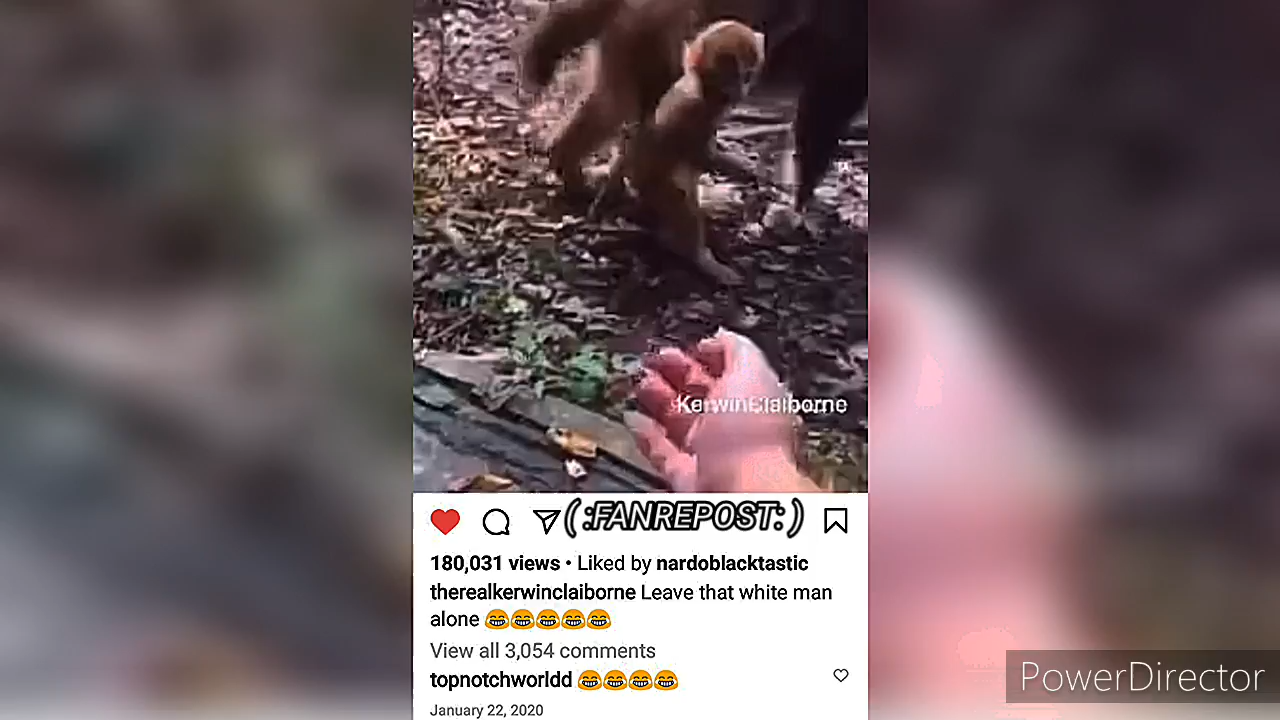 KerwinClaiborne
(:FANREPOST:)
180,031 views • Liked by nardoblacktastic
therealkerwinclaiborne Leave that white man
alone 😂😂😂😂😂
View all 3,054 comments
topnotchworldd 😂😂😂😂
January 22, 2020
PowerDirector